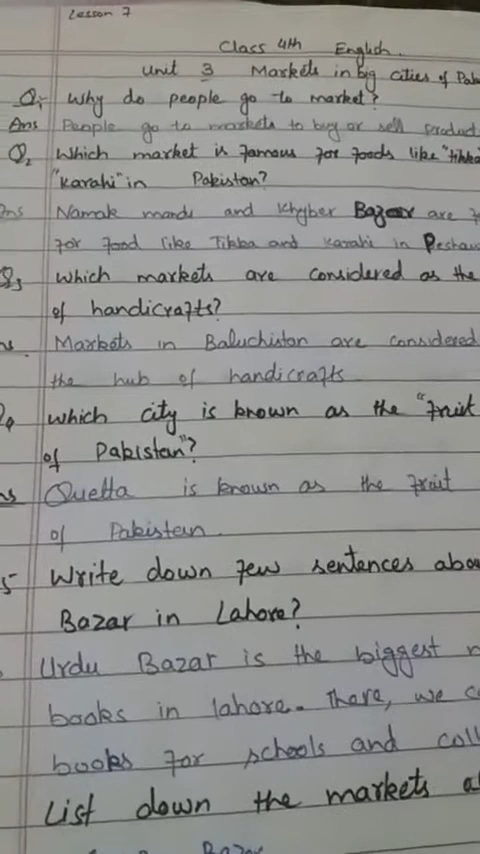 Lesson 7
Class 4th English.
Unit 3 Markets in big cities of Pak
Q1 Why do people go to market?
Ans People go to markets to buy or sell product
Q2 Which market is famous for foods like "tikka
"karahi" in Pakistan?
Ans Namak mandi and Khyber Bazar are f
for food like Tikka and karahi in Peshaw
Q3 Which markets are considered as the
of handicrafts?
Markets in Baluchistan are considered
the hub of handicrafts
which city is known as the "fruit
of Pakistan"?
Quetta is known as the fruit
of Pakistan.
5 Write down few sentences abou
Bazar in Lahore?
Urdu Bazar is the biggest
books in lahore. There, we c
books for schools and coll
List down the markets a
Bazar